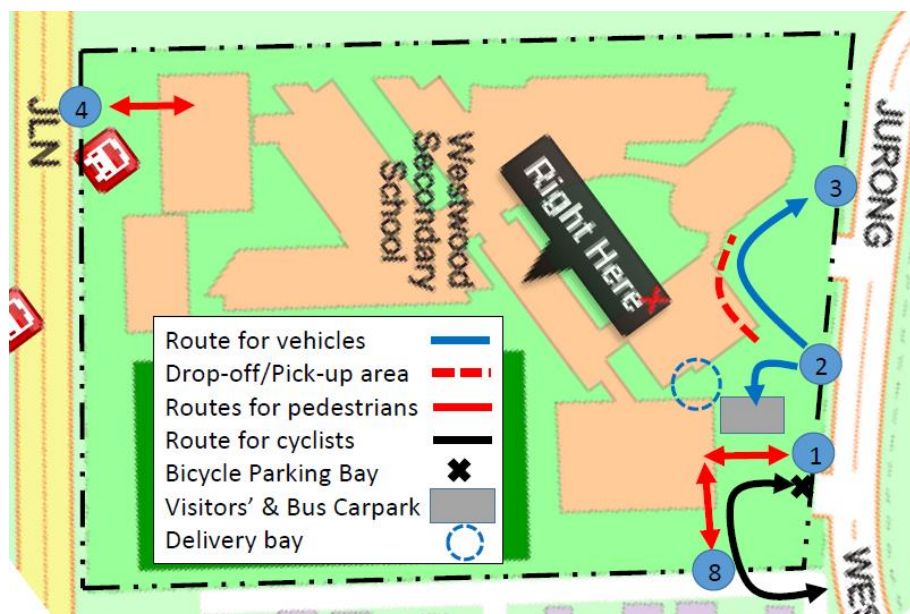 4
JLN
Westwood
Secondary
School
Right Here
JURONG
3
2
1
8
WES
Route for vehicles
Drop-off/Pick-up area
Routes for pedestrians
Route for cyclists
Bicycle Parking Bay
Visitors' & Bus Carpark
Delivery bay